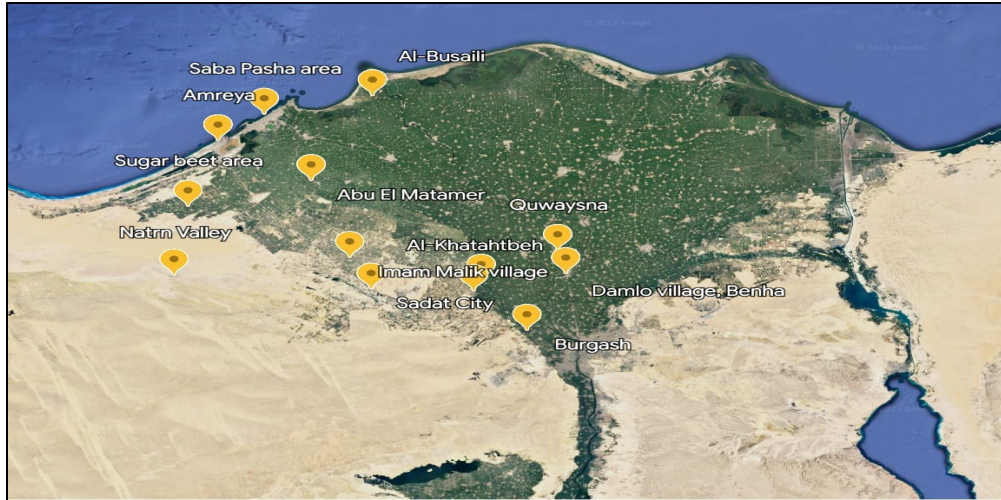 Al-Busaili
Saba Pasha area
Amreya
Sugar beet area
Abu El Matamer
Quwaysna
Natrn Valley
Al-Khatahtbeh
Imam Malik village
Damlo village, Benha
Sadat City
Burgash